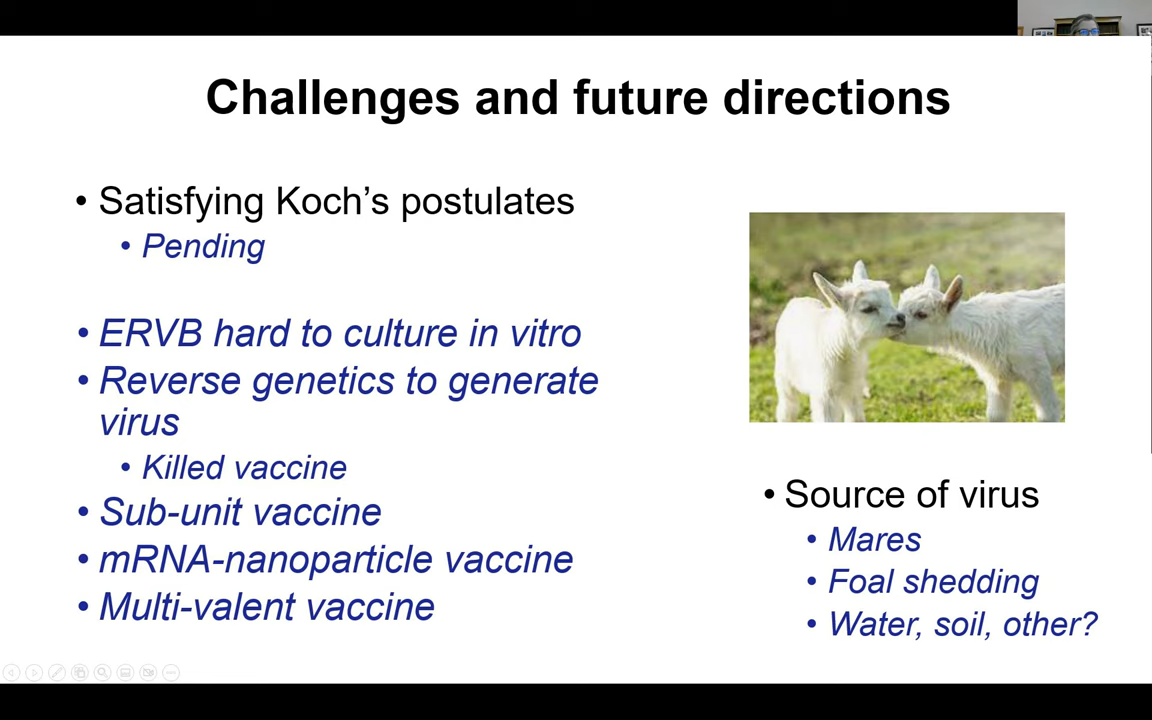 Challenges and future directions
• Satisfying Koch’s postulates
• Pending
• ERVB hard to culture in vitro
• Reverse genetics to generate
virus
• Killed vaccine
• Sub-unit vaccine
• mRNA-nanoparticle vaccine
• Multi-valent vaccine
• Source of virus
• Mares
• Foal shedding
• Water, soil, other?